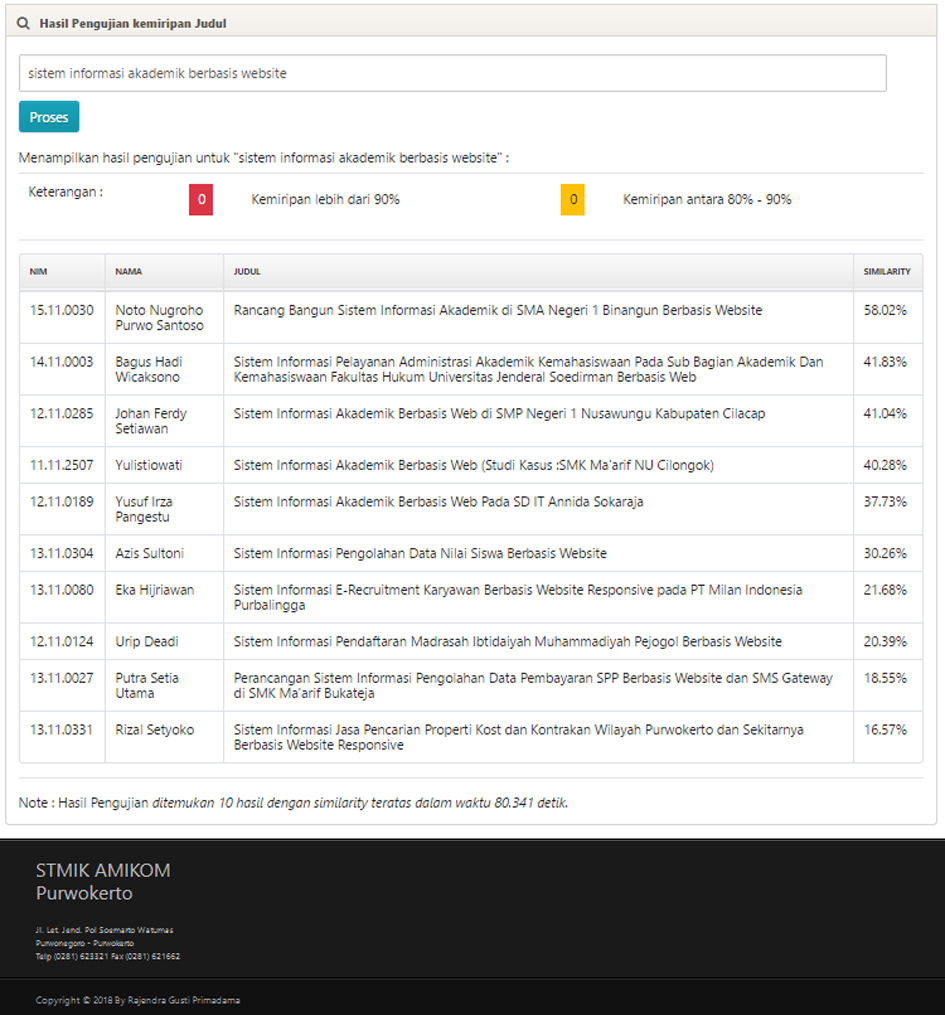 Hasil Pengujian kemiripan Judul
sistem informasi akademik berbasis website
Proses
Menampilkan hasil pengujian untuk "sistem informasi akademik berbasis website" :
Keterangan :
0
Kemiripan lebih dari 90%
0
Kemiripan antara 80% - 90%
NIM NAMA JUDUL SIMILARITY
15.11.0030 Noto Nugroho Rancang Bangun Sistem Informasi Akademik di SMA Negeri 1 Binangun Berbasis Website 58.02%
Purwo Santoso
14.11.0003 Bagus Hadi Sistem Informasi Pelayanan Administrasi Akademik Kemahasiswaan Pada Sub Bagian Akademik Dan 41.83%
Wicaksono Kemahasiswaan Fakultas Hukum Universitas Jenderal Soedirman Berbasis Web
12.11.0285 Johan Ferdy Sistem Informasi Akademik Berbasis Web di SMP Negeri 1 Nusawungu Kabupaten Cilacap 41.04%
Setiawan
11.11.2507 Yulistiowati Sistem Informasi Akademik Berbasis Web (Studi Kasus :SMK Ma'arif NU Cilongok) 40.28%
12.11.0189 Yusuf Irza Sistem Informasi Akademik Berbasis Web Pada SD IT Annida Sokaraja 37.73%
Pangestu
13.11.0304 Azis Sultoni Sistem Informasi Pengolahan Data Nilai Siswa Berbasis Website 30.26%
13.11.0080 Eka Hijriawan Sistem Informasi E-Recruitment Karyawan Berbasis Website Responsive pada PT Milan Indonesia 21.68%
Purbalingga
12.11.0124 Urip Deadi Sistem Informasi Pendaftaran Madrasah Ibtidaiyah Muhammadiyah Pejogol Berbasis Website 20.39%
13.11.0027 Putra Setia Perancangan Sistem Informasi Pengolahan Data Pembayaran SPP Berbasis Website dan SMS Gateway 18.55%
Utama di SMK Ma'arif Bukateja
13.11.0331 Rizal Setyoko Sistem Informasi Jasa Pencarian Properti Kost dan Kontrakan Wilayah Purwokerto dan Sekitarnya 16.57%
Berbasis Website Responsive
Note : Hasil Pengujian ditemukan 10 hasil dengan similarity teratas dalam waktu 80.341 detik.
STMIK AMIKOM
Purwokerto
Jl. Let. Jend. Pol Soemarto Watumas
Purwonegoro - Purwokerto
Telp (0281) 623321 Fax (0281) 621662
Copyright © 2018 By Rajendra Gusti Primadama